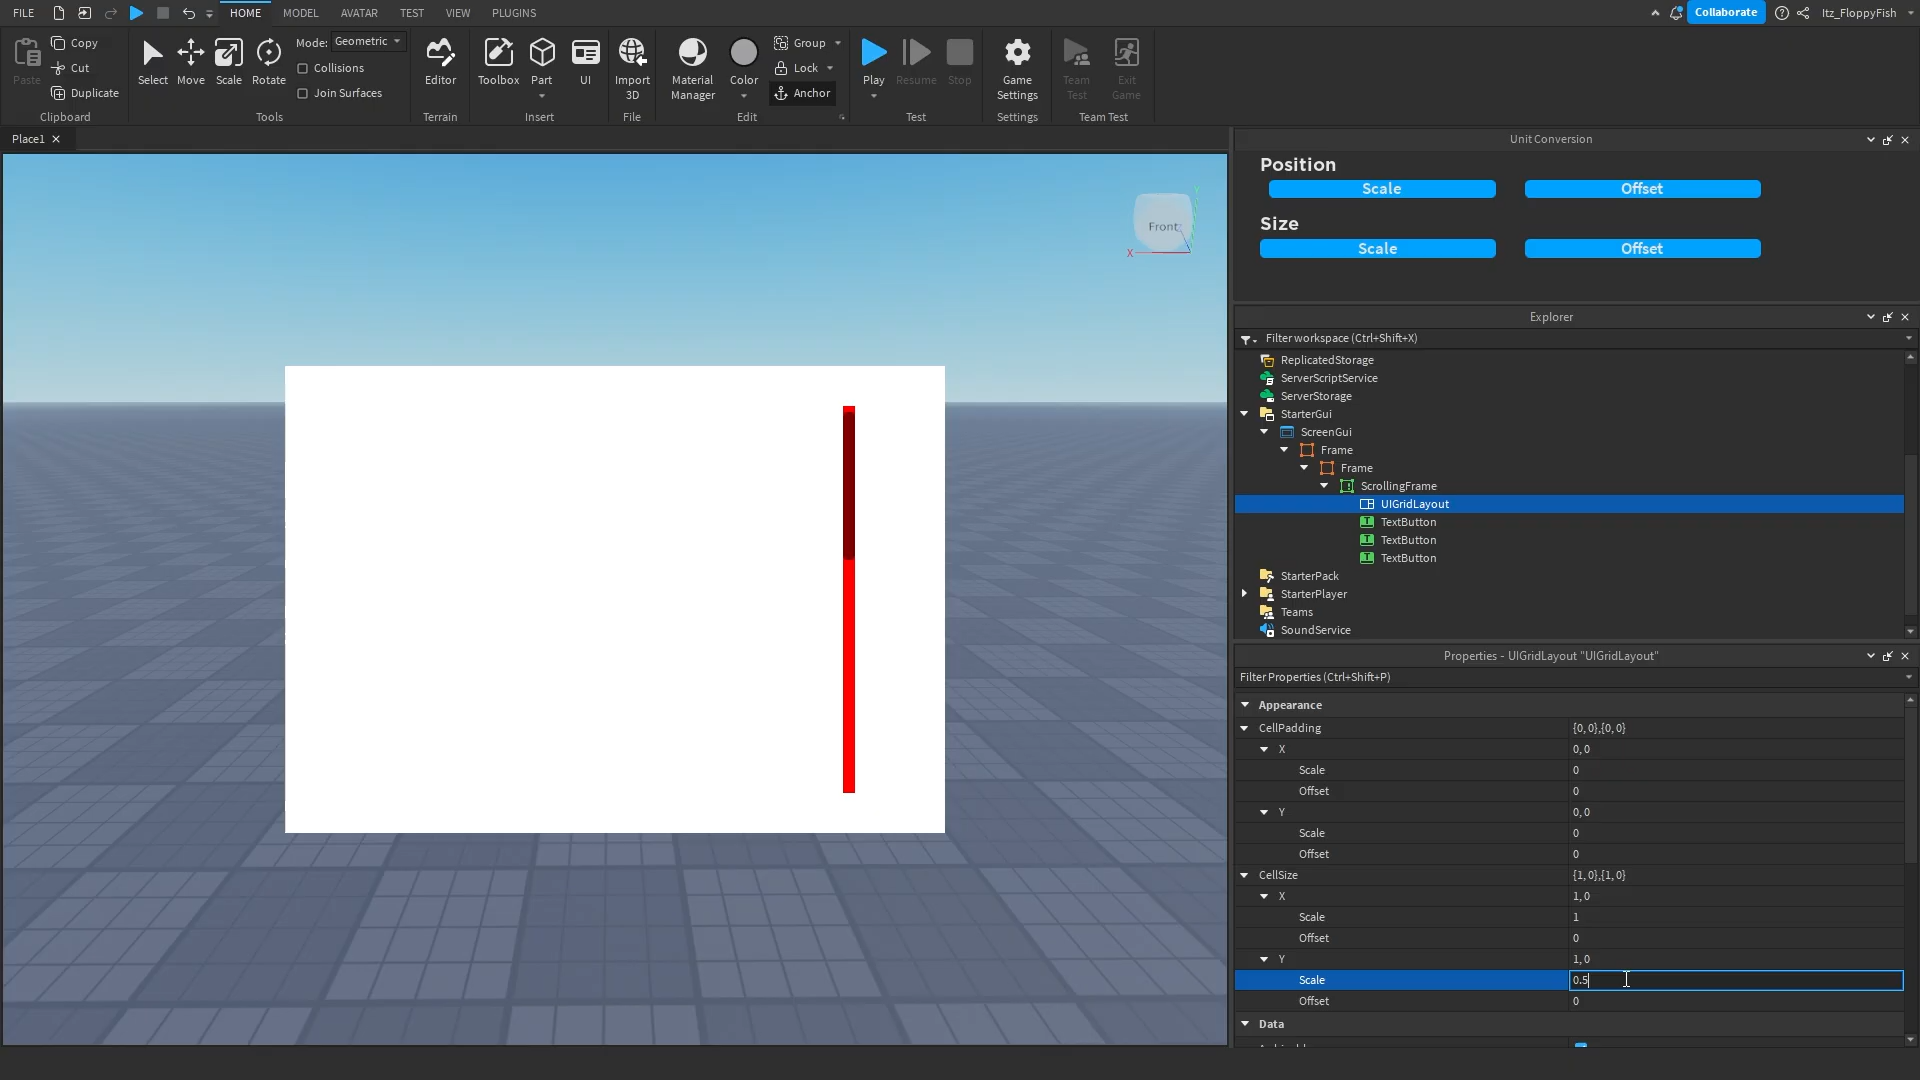 FILE HOME MODEL AVATAR TEST VIEW PLUGINS Collaborate Itz_FloppyFish
Paste Copy Cut Duplicate Clipboard
Select Move Scale Rotate Mode: Geometric Collisions Join Surfaces Tools
Editor Terrain
Toolbox Part UI Insert
Import 3D File
Material Manager Color Group Lock Anchor Edit
Play Resume Stop Test
Game Settings Settings
Team Test Exit Game Team Test
Place1
Front
X
Y
Unit Conversion
Position
Scale Offset
Size
Scale Offset
Explorer
Filter workspace (Ctrl+Shift+X)
ReplicatedStorage
ServerScriptService
ServerStorage
StarterGui
ScreenGui
Frame
Frame
ScrollingFrame
UIGridLayout
TextButton
TextButton
TextButton
StarterPack
StarterPlayer
Teams
SoundService
Properties - UIGridLayout "UIGridLayout"
Filter Properties (Ctrl+Shift+P)
Appearance
CellPadding {0, 0},{0, 0}
X 0, 0
Scale 0
Offset 0
Y 0, 0
Scale 0
Offset 0
CellSize {1, 0},{1, 0}
X 1, 0
Scale 1
Offset 0
Y 1, 0
Scale 0.5
Offset 0
Data